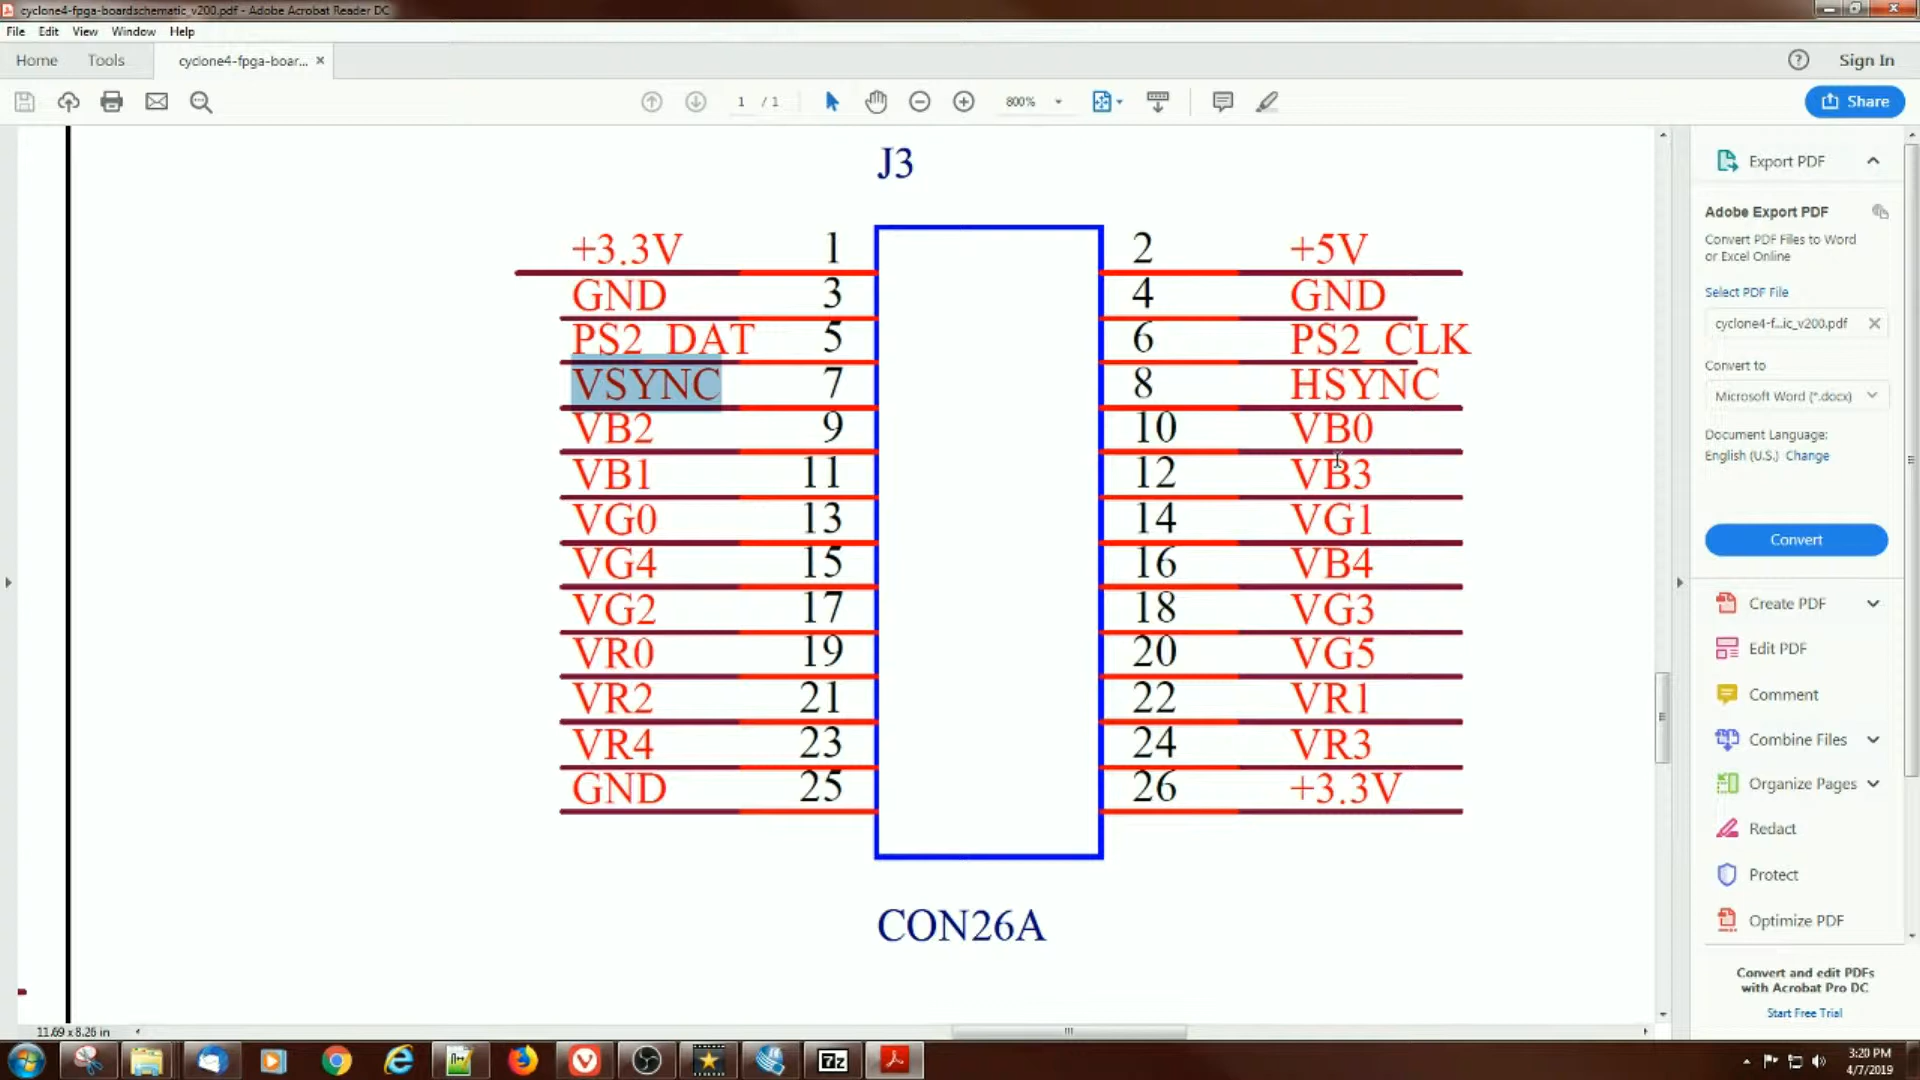 cyclone4-fpga-boardschematic_v200.pdf - Adobe Acrobat Reader DC
File Edit View Window Help
Home Tools cyclone4-fpga-boar... × Sign In
1 / 1 800% Share
J3
+3.3V 1 2 +5V
GND 3 4 GND
PS2_DAT 5 6 PS2_CLK
VSYNC 7 8 HSYNC
VB2 9 10 VB0
VB1 11 12 VB3
VG0 13 14 VG1
VG4 15 16 VB4
VG2 17 18 VG3
VR0 19 20 VG5
VR2 21 22 VR1
VR4 23 24 VR3
GND 25 26 +3.3V
CON26A
11.69 x 8.26 in
Export PDF
Adobe Export PDF
Convert PDF Files to Word
or Excel Online
Select PDF File
cyclone4-f...ic_v200.pdf ×
Convert to
Microsoft Word (*.docx)
Document Language:
English (U.S.) Change
Convert
Create PDF
Edit PDF
Comment
Combine Files
Organize Pages
Redact
Protect
Optimize PDF
Convert and edit PDFs
with Acrobat Pro DC
Start Free Trial
7z
3:20 PM
4/7/2019